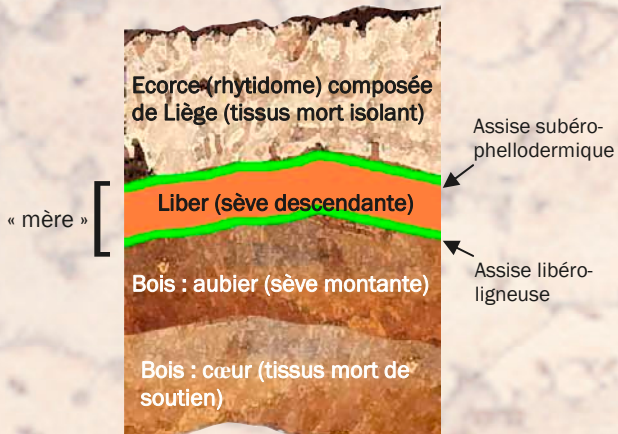 Ecorce (rhytidome) composée
de Liège (tissus mort isolant)
Assise subéro-
phellodermique
« mère »
Liber (sève descendante)
Assise libéro-
ligneuse
Bois : aubier (sève montante)
Bois : cœur (tissus mort de
soutien)